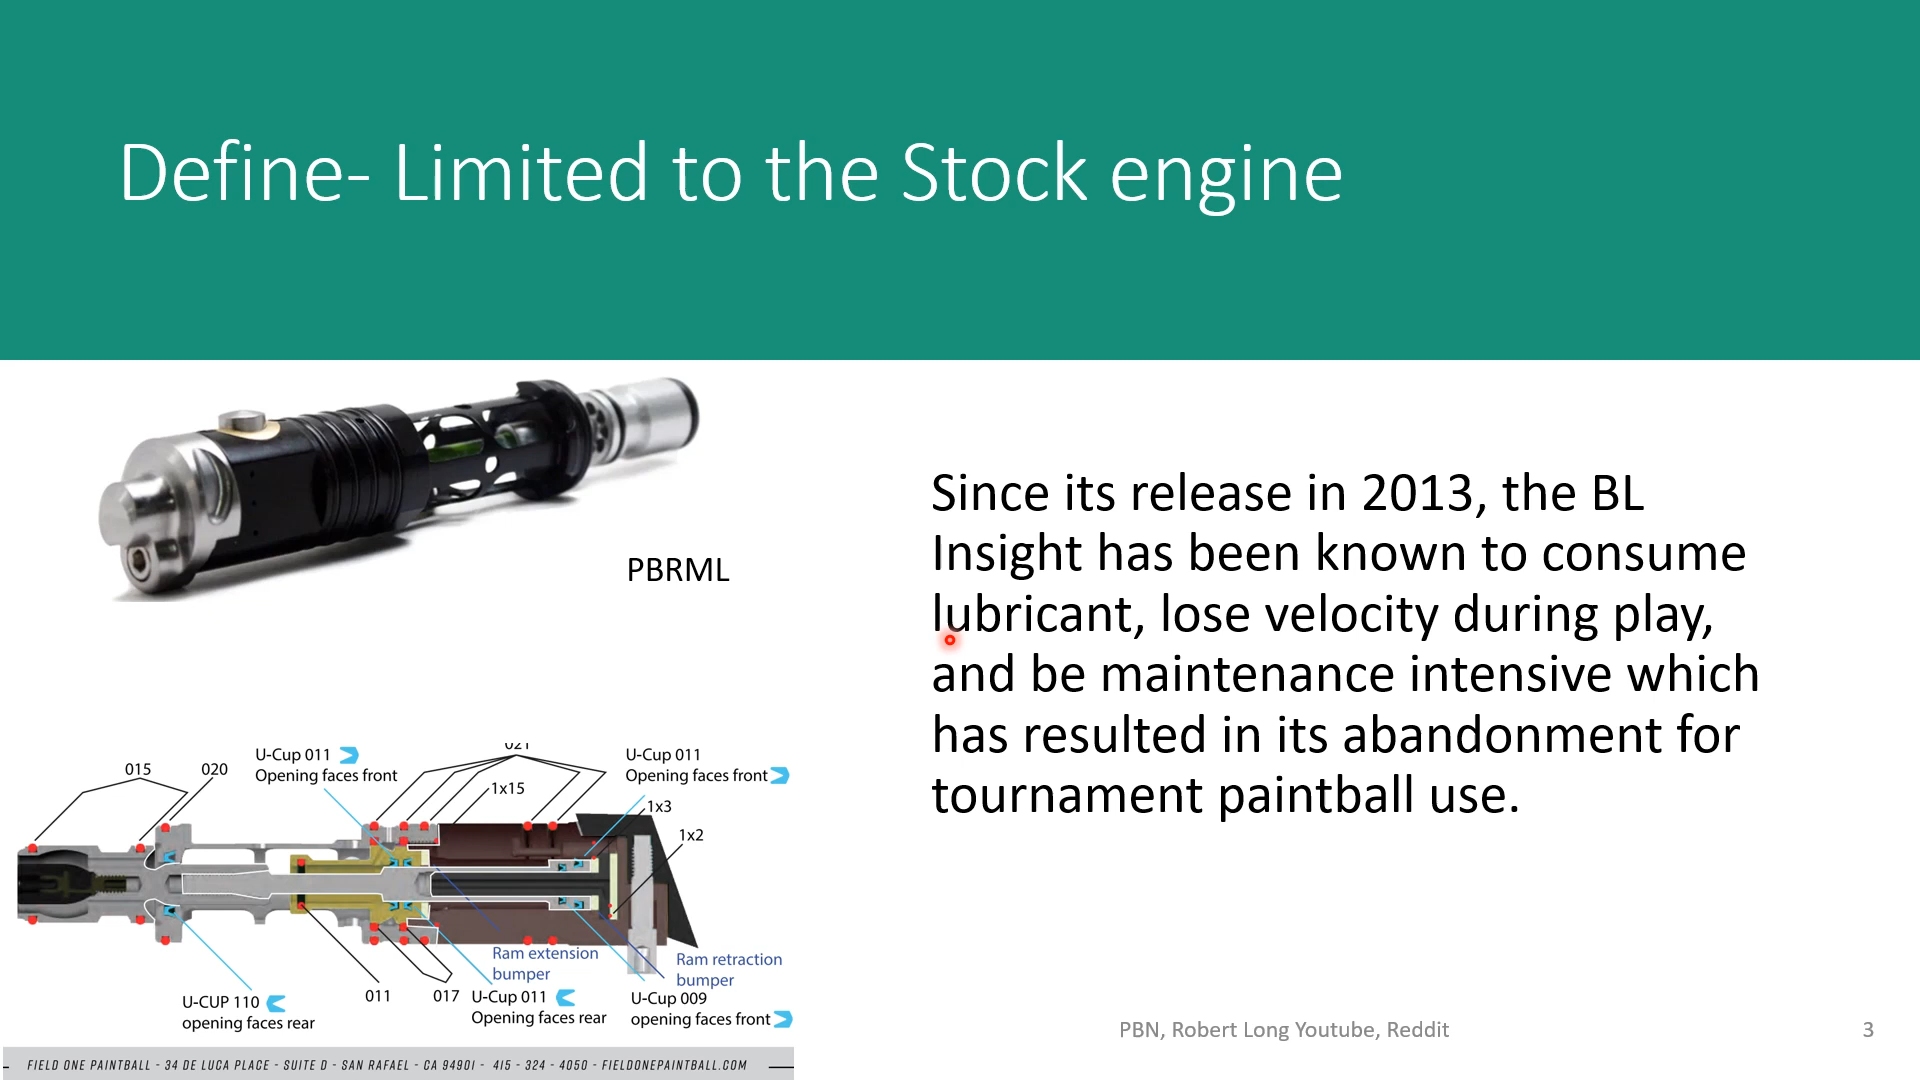 Define- Limited to the Stock engine
PBRML
Since its release in 2013, the BL
Insight has been known to consume
lubricant, lose velocity during play,
and be maintenance intensive which
has resulted in its abandonment for
tournament paintball use.
015
020
U-Cup 011
Opening faces front
021
1x15
U-Cup 011
Opening faces front
1x3
1x2
Ram extension
bumper
Ram retraction
bumper
U-CUP 110
opening faces rear
011
017
U-Cup 011
Opening faces rear
U-Cup 009
opening faces front
FIELD ONE PAINTBALL - 34 DE LUCA PLACE - SUITE D - SAN RAFAEL - CA 94901 - 415 - 324 - 4050 - FIELDONEPAINTBALL.COM
PBN, Robert Long Youtube, Reddit
3